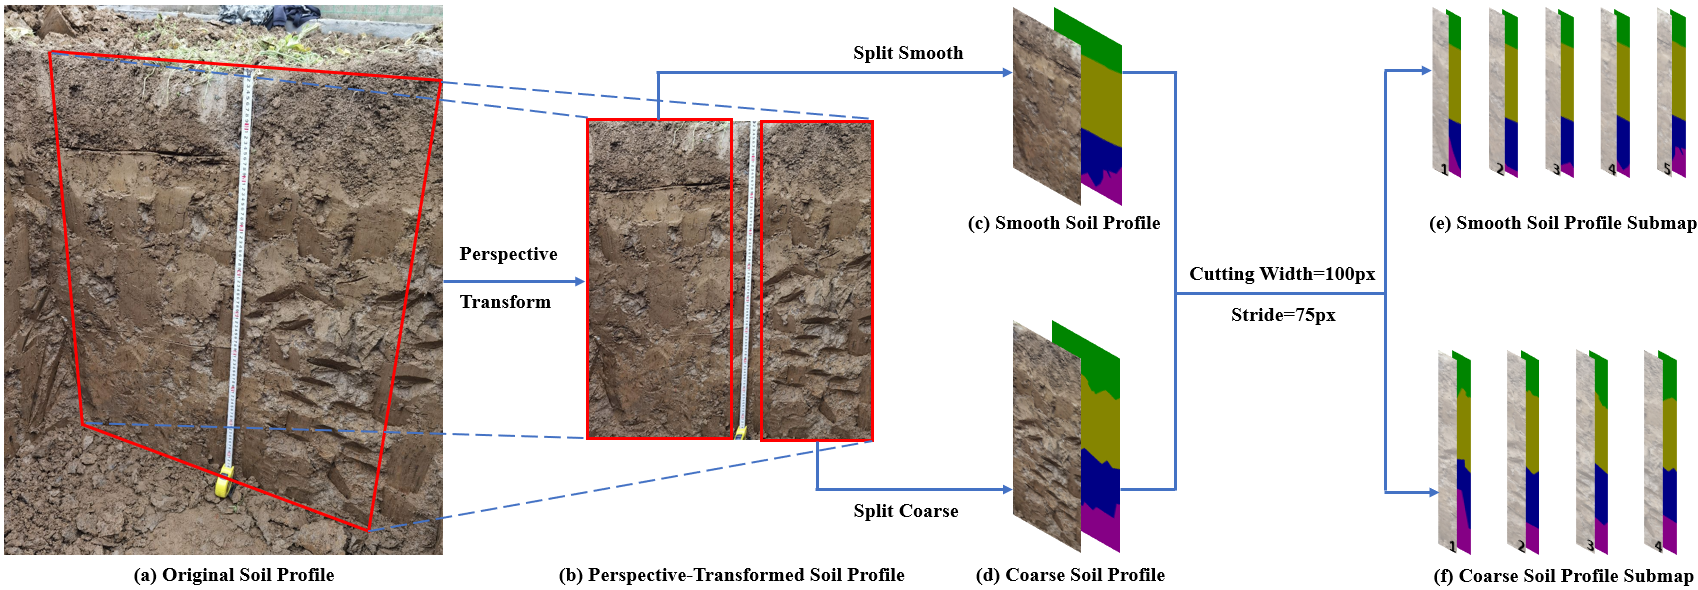 Split Smooth
(c) Smooth Soil Profile
1
2
3
4
5
(e) Smooth Soil Profile Submap
Perspective
Transform
Cutting Width=100px
Stride=75px
Split Coarse
1
2
3
4
(a) Original Soil Profile
(b) Perspective-Transformed Soil Profile
(d) Coarse Soil Profile
(f) Coarse Soil Profile Submap